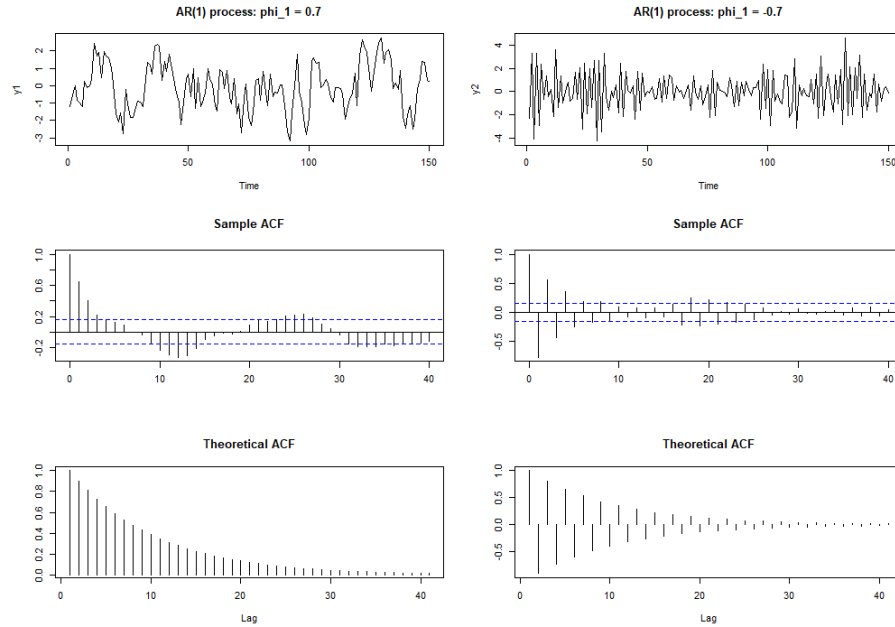 AR(1) process: phi_1 = 0.7
y1
-3 -2 -1 0 1 2
0 50 100 150
Time
AR(1) process: phi_1 = -0.7
y2
-4 -2 0 2 4
0 50 100 150
Time
Sample ACF
-0.2 0.2 0.6 1.0
0 10 20 30 40
Sample ACF
-0.5 0.0 0.5 1.0
0 10 20 30 40
Theoretical ACF
0.0 0.2 0.4 0.6 0.8 1.0
0 10 20 30 40
Lag
Theoretical ACF
-0.5 0.0 0.5 1.0
0 10 20 30 40
Lag